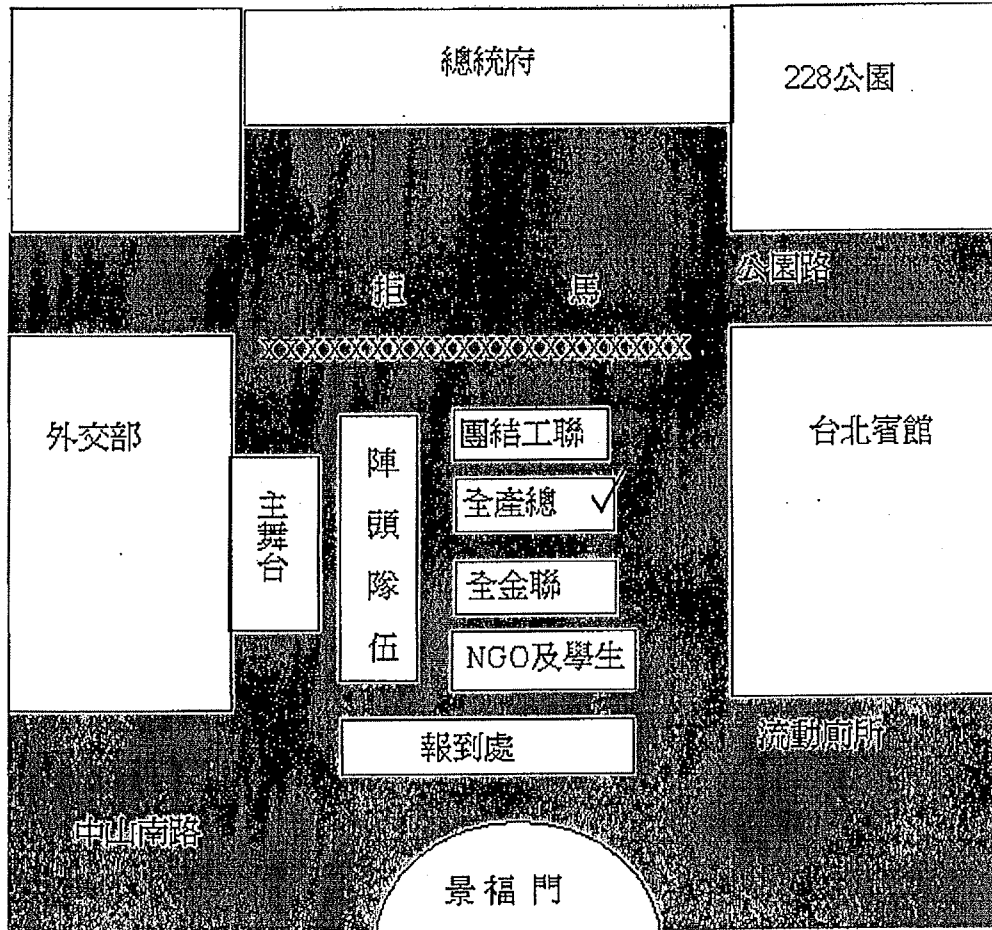 總統府
228公園
公園路
拒 馬
外交部
台北賓館
主舞台
陣頭隊伍
團結工聯
全產總 ✓
全金聯
NGO及學生
報到處
流動廁所
中山南路
景福門